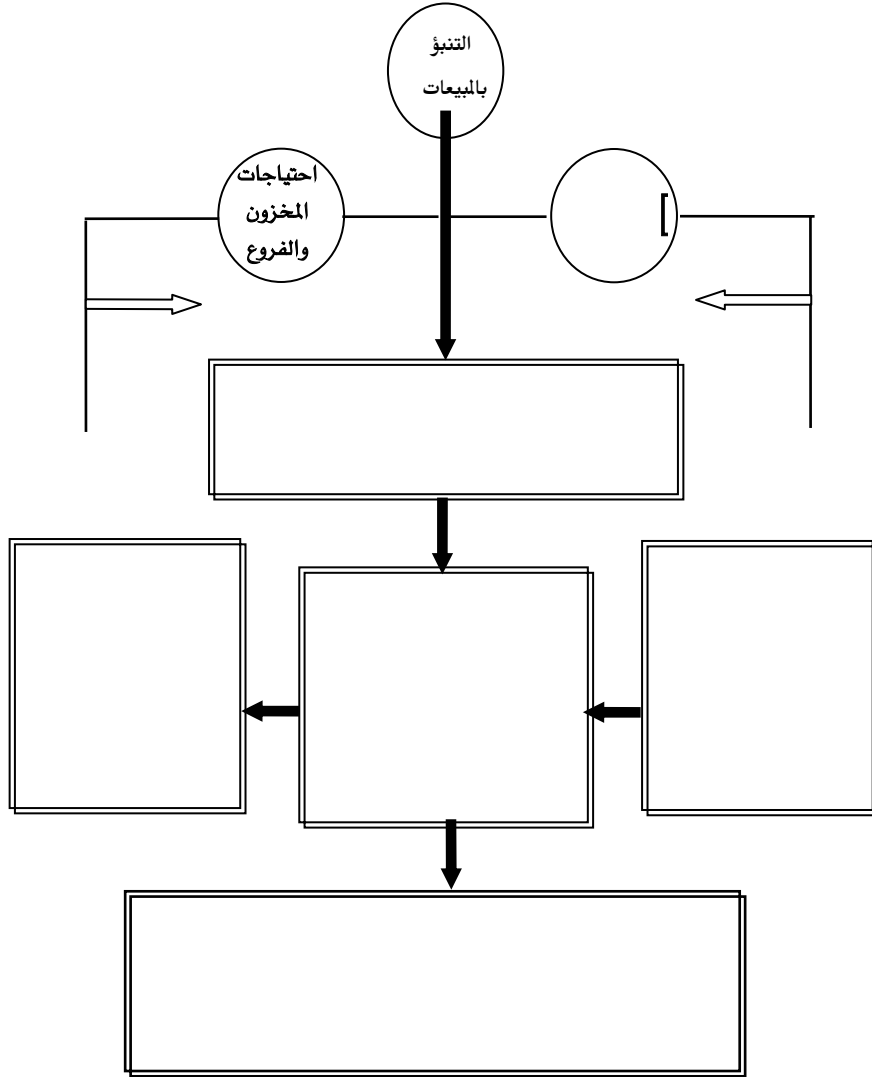 التنبؤ
بالمبيعات
احتياجات
المخزون
والفروع
[